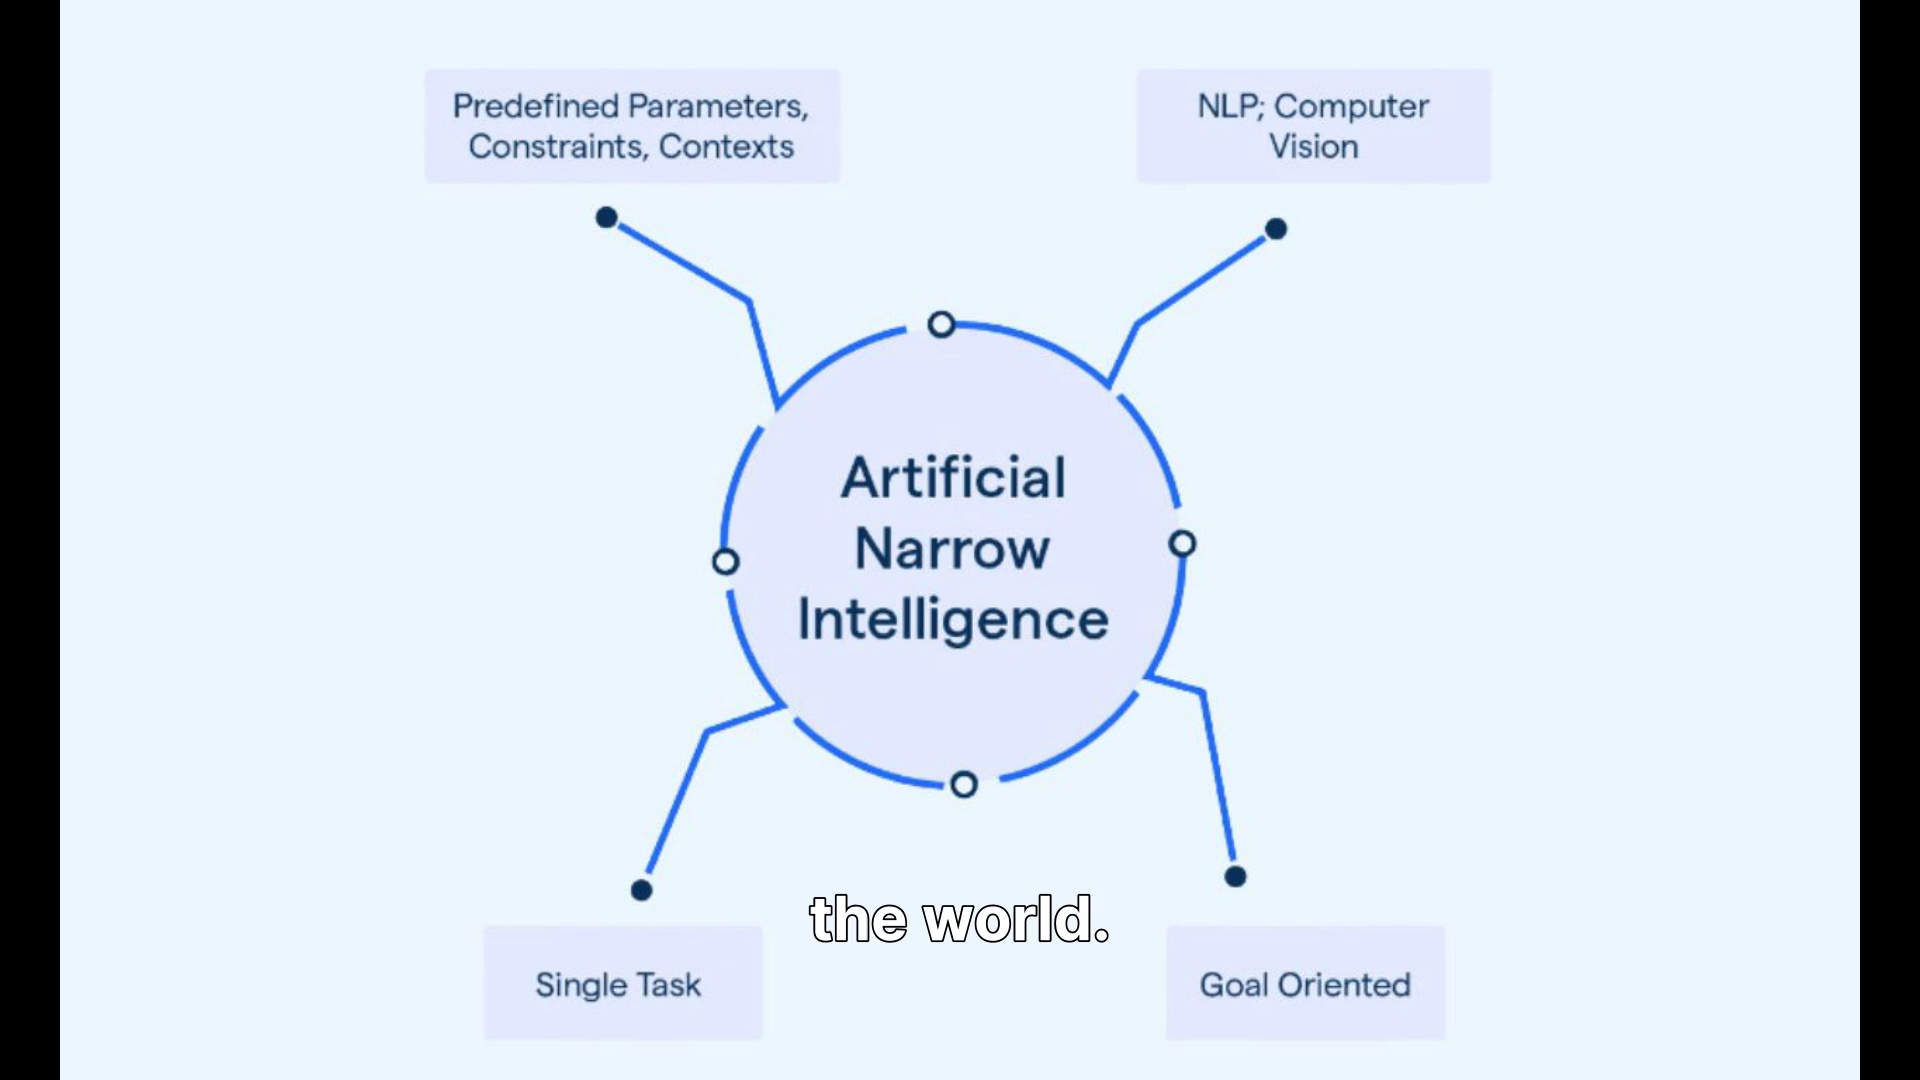 Predefined Parameters,
Constraints, Contexts
NLP; Computer
Vision
Artificial
Narrow
Intelligence
the world.
Single Task
Goal Oriented